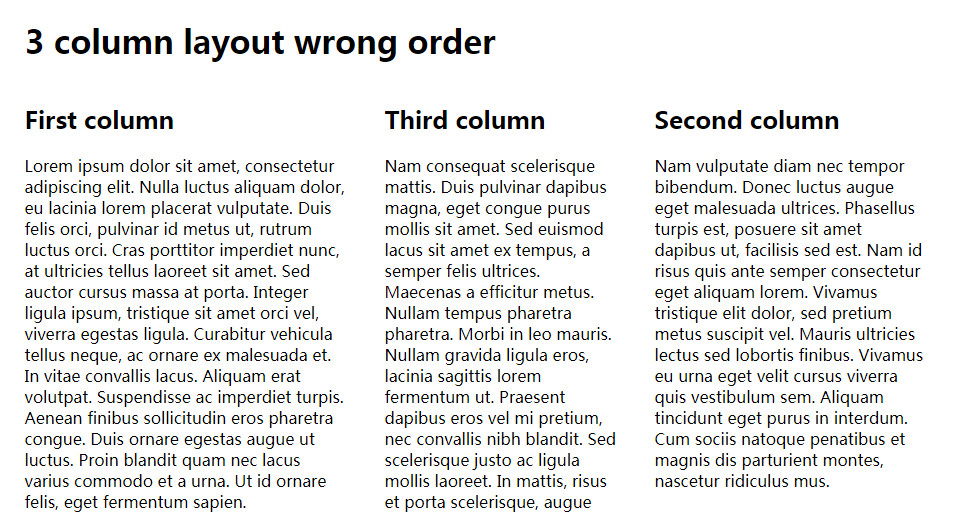 3 column layout wrong order
First column
Lorem ipsum dolor sit amet, consectetur
adipiscing elit. Nulla luctus aliquam dolor,
eu lacinia lorem placerat vulputate. Duis
felis orci, pulvinar id metus ut, rutrum
luctus orci. Cras porttitor imperdiet nunc,
at ultricies tellus laoreet sit amet. Sed
auctor cursus massa at porta. Integer
ligula ipsum, tristique sit amet orci vel,
viverra egestas ligula. Curabitur vehicula
tellus neque, ac ornare ex malesuada et.
In vitae convallis lacus. Aliquam erat
volutpat. Suspendisse ac imperdiet turpis.
Aenean finibus sollicitudin eros pharetra
congue. Duis ornare egestas augue ut
luctus. Proin blandit quam nec lacus
varius commodo et a urna. Ut id ornare
felis, eget fermentum sapien.
Third column
Nam consequat scelerisque
mattis. Duis pulvinar dapibus
magna, eget congue purus
mollis sit amet. Sed euismod
lacus sit amet ex tempus, a
semper felis ultrices.
Maecenas a efficitur metus.
Nullam tempus pharetra
pharetra. Morbi in leo mauris.
Nullam gravida ligula eros,
lacinia sagittis lorem
fermentum ut. Praesent
dapibus eros vel mi pretium,
nec convallis nibh blandit. Sed
scelerisque justo ac ligula
mollis laoreet. In mattis, risus
et porta scelerisque, augue
Second column
Nam vulputate diam nec tempor
bibendum. Donec luctus augue
eget malesuada ultrices. Phasellus
turpis est, posuere sit amet
dapibus ut, facilisis sed est. Nam id
risus quis ante semper consectetur
eget aliquam lorem. Vivamus
tristique elit dolor, sed pretium
metus suscipit vel. Mauris ultricies
lectus sed lobortis finibus. Vivamus
eu urna eget velit cursus viverra
quis vestibulum sem. Aliquam
tincidunt eget purus in interdum.
Cum sociis natoque penatibus et
magnis dis parturient montes,
nascetur ridiculus mus.